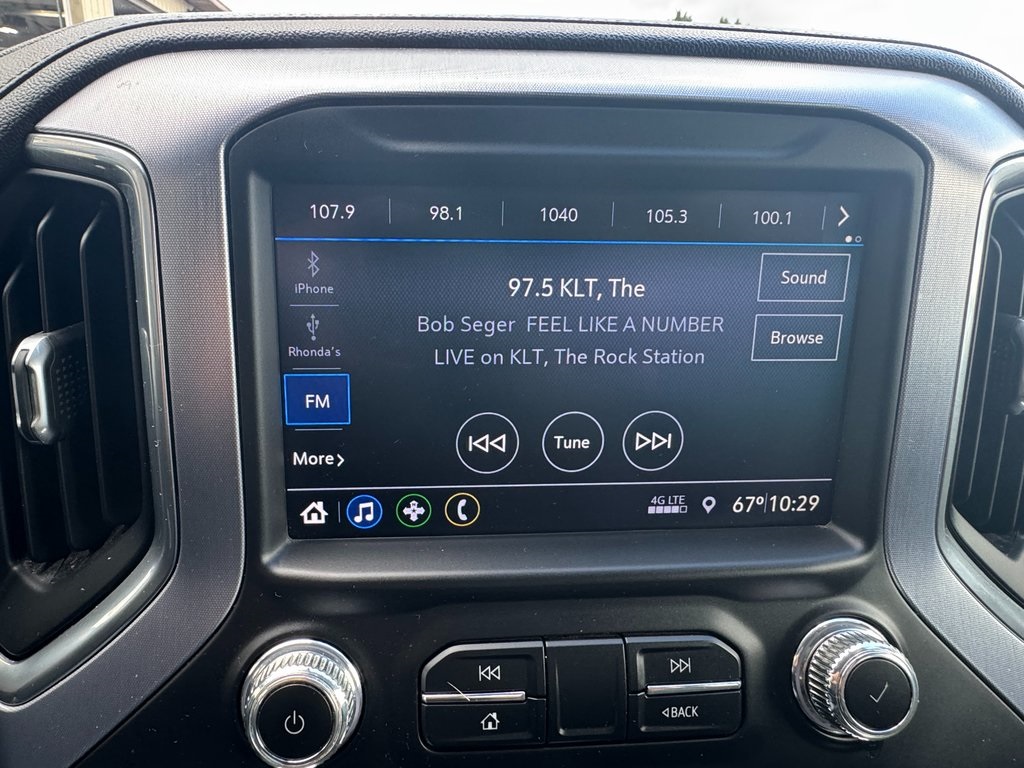 107.9 98.1 1040 105.3 100.1
iPhone
Rhonda's
FM
More
97.5 KLT, The
Bob Seger FEEL LIKE A NUMBER
LIVE on KLT, The Rock Station
Sound
Browse
Tune
4G LTE
67° 10:29
BACK